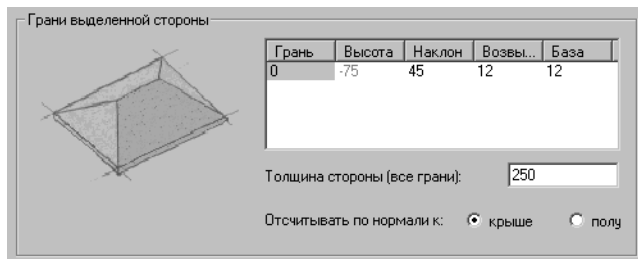 Грани выделенной стороны
Грань Высота Наклон Возвы... База
0 -75 45 12 12
Толщина стороны (все грани): 250
Отсчитывать по нормали к: крыше полу